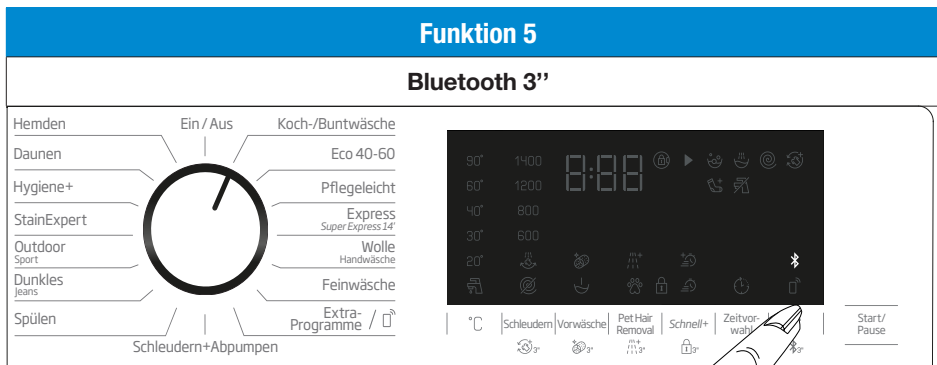 Funktion 5
Bluetooth 3’’
Hemden
Daunen
Hygiene+
StainExpert
Outdoor
Sport
Dunkles
Jeans
Spülen
Ein / Aus
Schleudern+Abpumpen
Koch-/Buntwäsche
Eco 40-60
Pflegeleicht
Express
Super Express 14'
Wolle
Handwäsche
Feinwäsche
Extra-
Programme /
90° 1400 8:88
60° 1200
40° 800
30° 600
20°
°C Schleudern Vorwäsche Pet Hair Removal Schnell+ Zeitvor-
wahl
Start/
Pause
3" 3" 3" 3" 3"